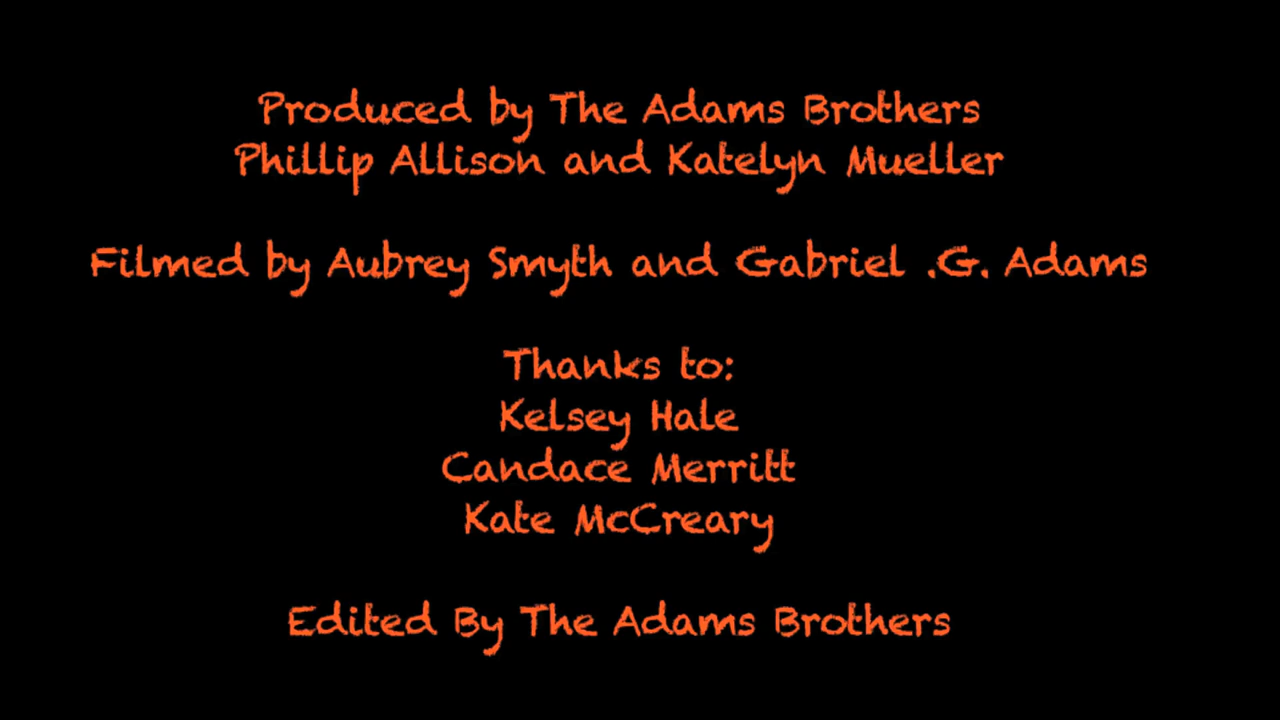 Produced by The Adams Brothers
Phillip Allison and Katelyn Mueller
Filmed by Aubrey Smyth and Gabriel .G. Adams
Thanks to:
Kelsey Hale
Candace Merritt
Kate McCreary
Edited By The Adams Brothers